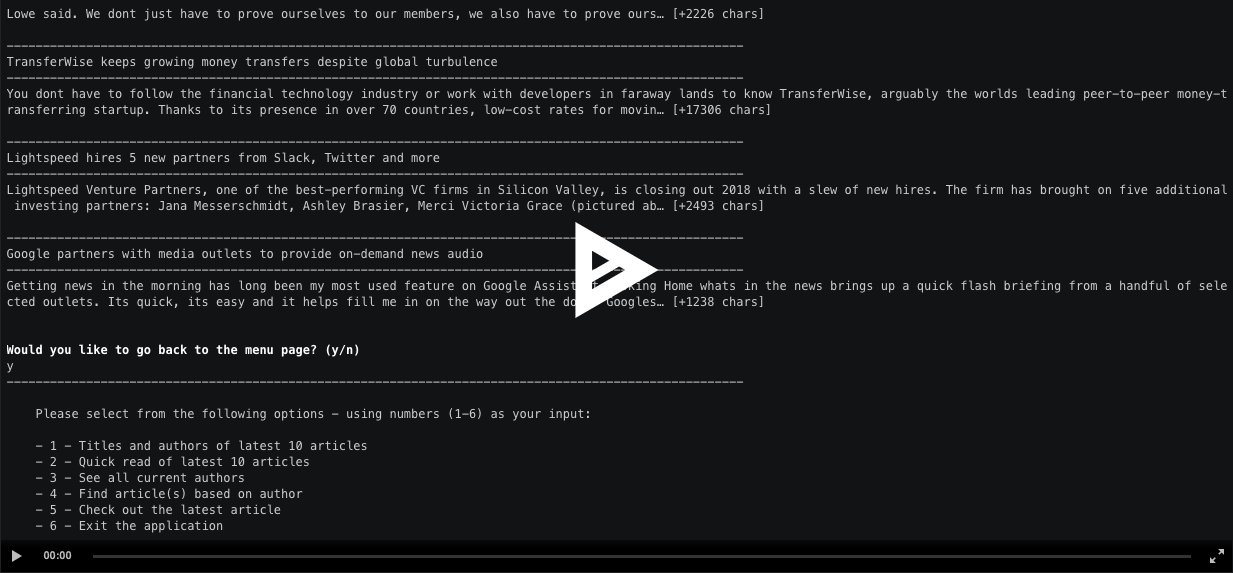 Lowe said. We dont just have to prove ourselves to our members, we also have to prove ours… [+2226 chars]
TransferWise keeps growing money transfers despite global turbulence
You dont have to follow the financial technology industry or work with developers in faraway lands to know TransferWise, arguably the worlds leading peer-to-peer money-t
ransferring startup. Thanks to its presence in over 70 countries, low-cost rates for movin… [+17306 chars]
Lightspeed hires 5 new partners from Slack, Twitter and more
Lightspeed Venture Partners, one of the best-performing VC firms in Silicon Valley, is closing out 2018 with a slew of new hires. The firm has brought on five additional
investing partners: Jana Messerschmidt, Ashley Brasier, Merci Victoria Grace (pictured ab… [+2493 chars]
Google partners with media outlets to provide on-demand news audio
Getting news in the morning has long been my most used feature on Google Home whats in the news brings up a quick flash briefing from a handful of sele
cted outlets. Its quick, its easy and it helps fill me in on the way out the Googles… [+1238 chars]
Would you like to go back to the menu page? (y/n)
y
Please select from the following options - using numbers (1-6) as your input:
- 1 - Titles and authors of latest 10 articles
- 2 - Quick read of latest 10 articles
- 3 - See all current authors
- 4 - Find article(s) based on author
- 5 - Check out the latest article
- 6 - Exit the application
00:00